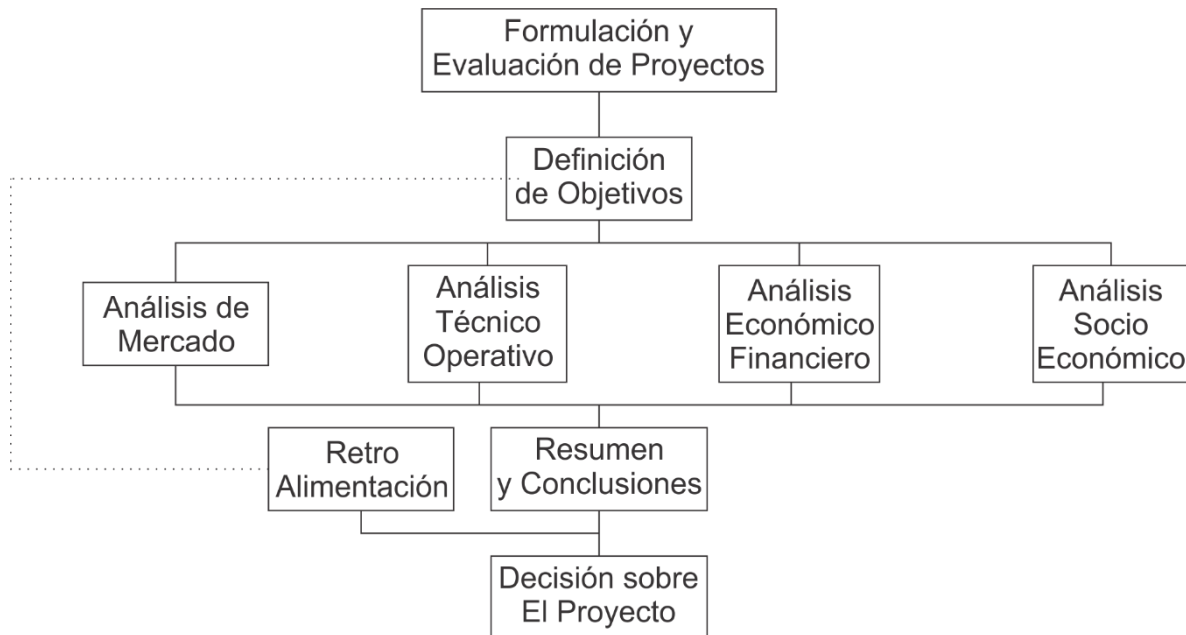 Formulación y
Evaluación de Proyectos
Definición
de Objetivos
Análisis de
Mercado
Análisis
Técnico
Operativo
Análisis
Económico
Financiero
Análisis
Socio
Económico
Retro
Alimentación
Resumen
y Conclusiones
Decisión sobre
El Proyecto